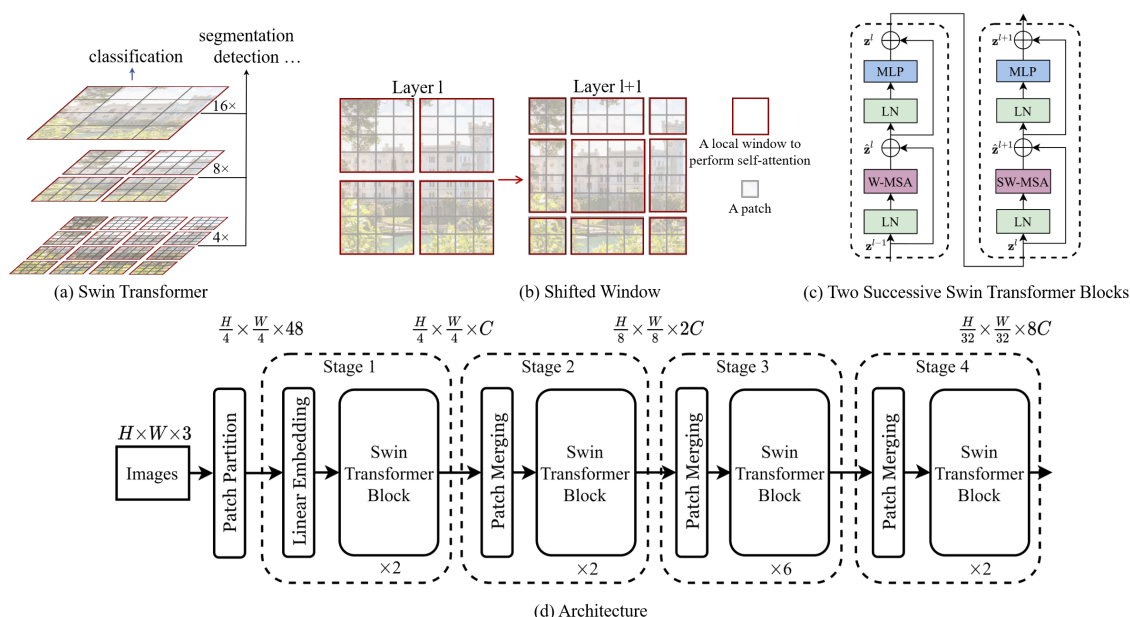 segmentation
classification
detection ...
16×
8×
4×
(a) Swin Transformer
Layer l
Layer l+1
A local window to
perform self-attention
A patch
(b) Shifted Window
z^l
MLP
LN
ẑ^l
W-MSA
LN
z^{l-1}
z^{l+1}
MLP
LN
ẑ^{l+1}
SW-MSA
LN
z^l
(c) Two Successive Swin Transformer Blocks
H/4 × W/4 × 48
H/4 × W/4 × C
H/8 × W/8 × 2C
H/32 × W/32 × 8C
H×W×3
Images
Patch Partition
Stage 1
Linear Embedding
Swin
Transformer
Block
×2
Stage 2
Patch Merging
Swin
Transformer
Block
×2
Stage 3
Patch Merging
Swin
Transformer
Block
×6
Stage 4
Patch Merging
Swin
Transformer
Block
×2
(d) Architecture